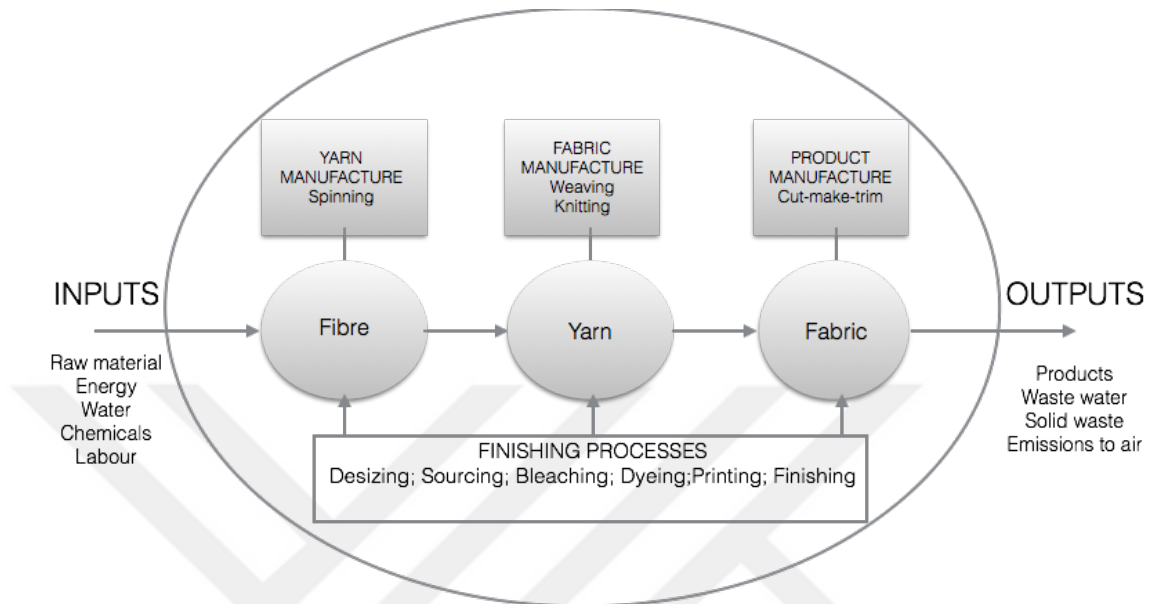 YARN
MANUFACTURE
Spinning
FABRIC
MANUFACTURE
Weaving
Knitting
PRODUCT
MANUFACTURE
Cut-make-trim
INPUTS
Raw material
Energy
Water
Chemicals
Labour
Fibre
Yarn
Fabric
OUTPUTS
Products
Waste water
Solid waste
Emissions to air
FINISHING PROCESSES
Desizing; Sourcing; Bleaching; Dyeing;Printing; Finishing